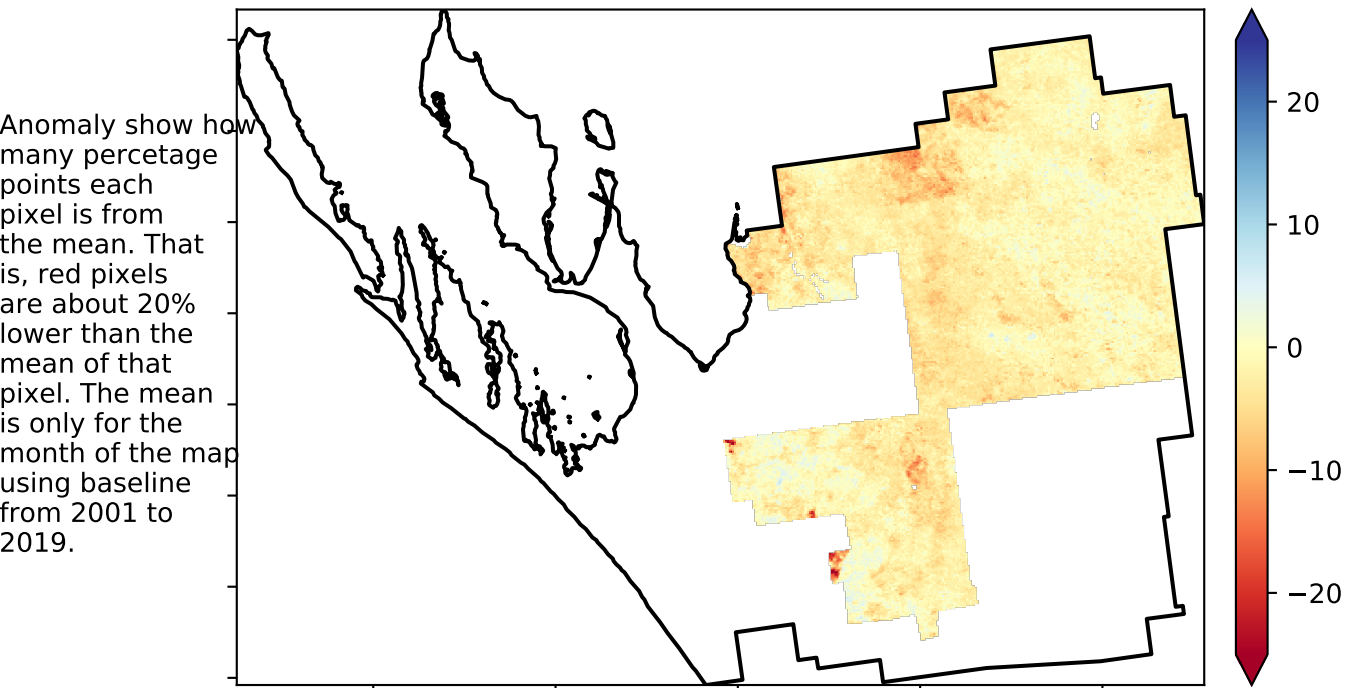 Anomaly show how
many percetage
points each
pixel is from
the mean. That
is, red pixels
are about 20%
lower than the
mean of that
pixel. The mean
is only for the
month of the map
using baseline
from 2001 to
2019.
20
10
0
−10
−20